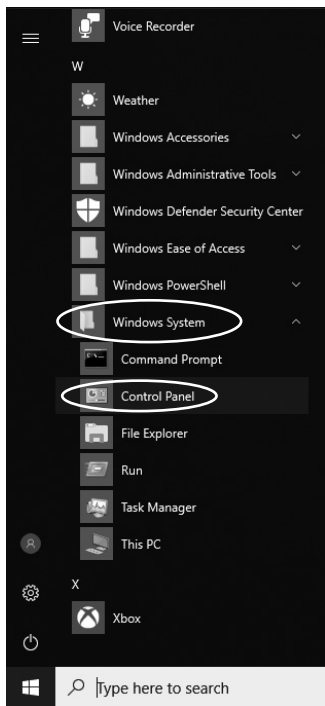 Voice Recorder
W
Weather
Windows Accessories
Windows Administrative Tools
Windows Defender Security Center
Windows Ease of Access
Windows PowerShell
Windows System
Command Prompt
Control Panel
File Explorer
Run
Task Manager
This PC
X
Xbox
Type here to search